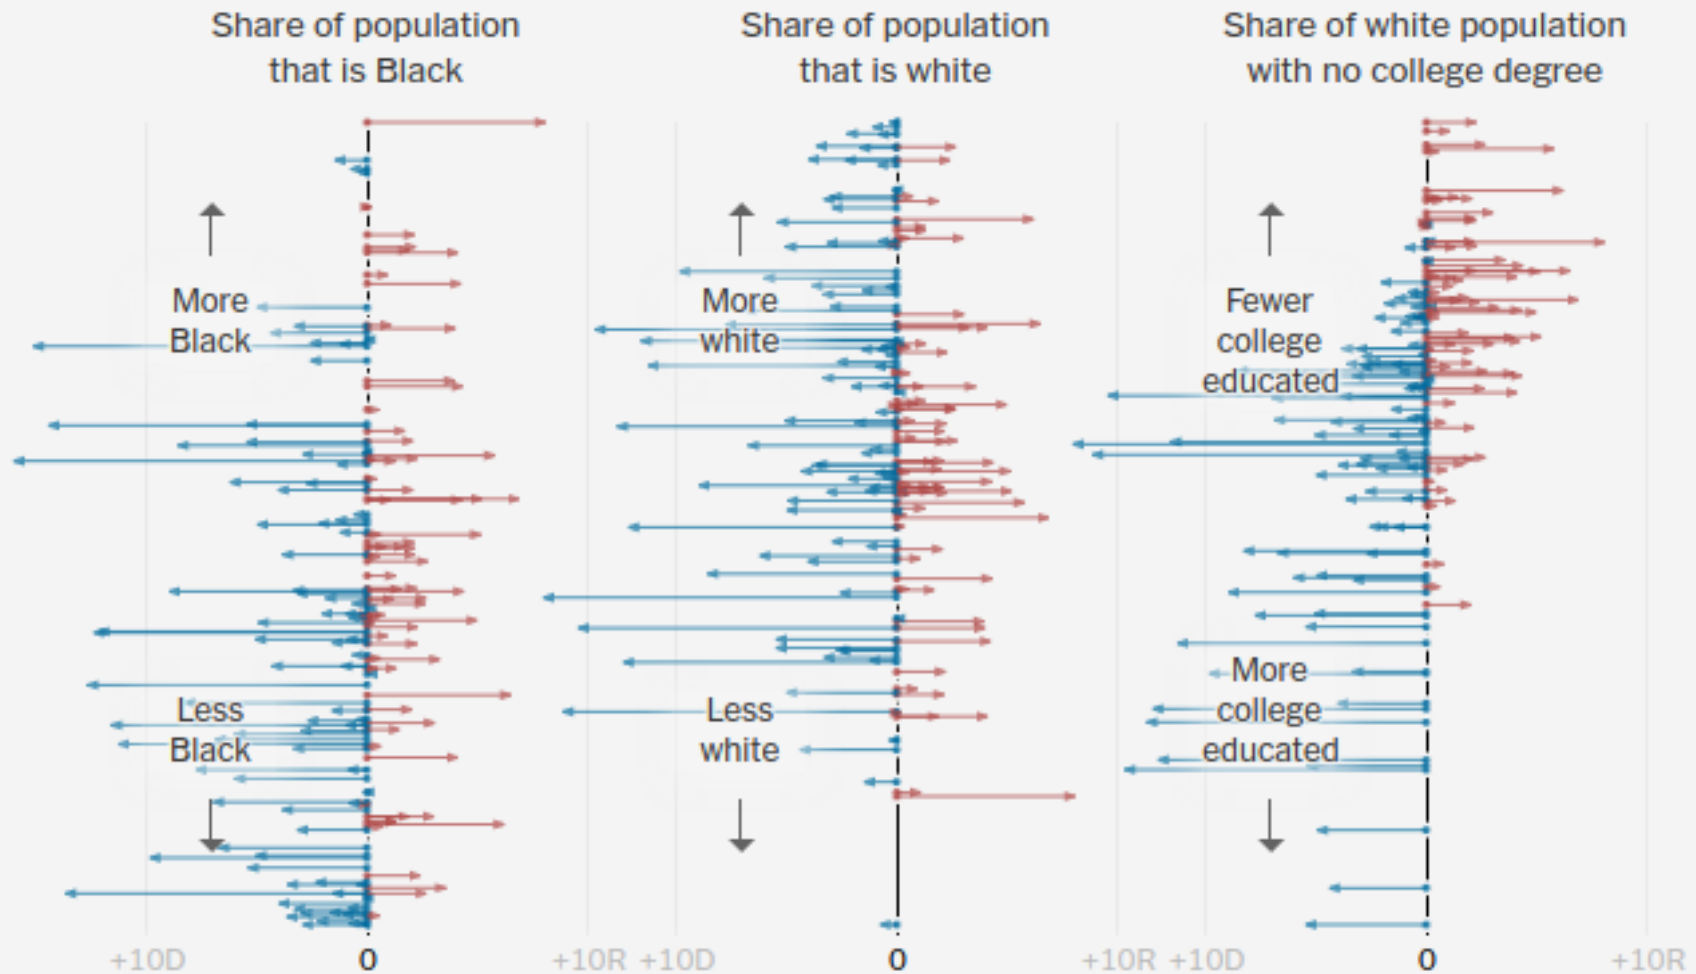 Share of population
that is Black
More
Black
Less
Black
+10D
0
+10R
Share of population
that is white
More
white
Less
white
+10D
0
+10R
Share of white population
with no college degree
Fewer
college
educated
More
college
educated
+10D
0
+10R